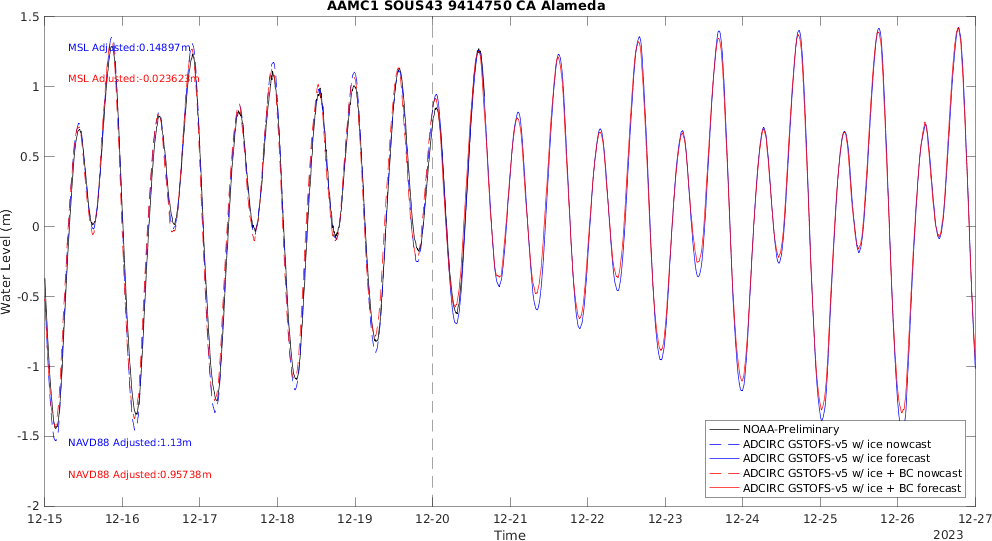 AAMC1 SOUS43 9414750 CA Alameda
1.5
1
0.5
0
-0.5
-1
-1.5
-2
Water Level (m)
MSL Adjusted:0.14897m
MSL Adjusted:-0.023623m
NAVD88 Adjusted:1.13m
NAVD88 Adjusted:0.95738m
NOAA-Preliminary
ADCIRC GSTOFS-v5 w/ ice nowcast
ADCIRC GSTOFS-v5 w/ ice forecast
ADCIRC GSTOFS-v5 w/ ice + BC nowcast
ADCIRC GSTOFS-v5 w/ ice + BC forecast
12-15 12-16 12-17 12-18 12-19 12-20 12-21 12-22 12-23 12-24 12-25 12-26 12-27
Time
2023